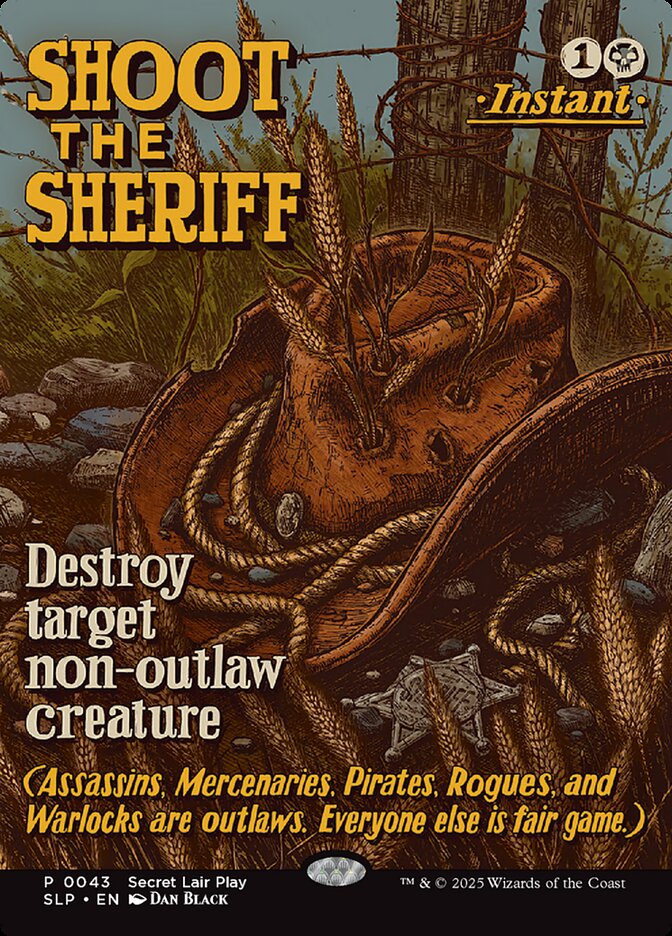 SHOOT
THE
SHERIFF
1
·Instant·
Destroy
target
non-outlaw
creature
(Assassins, Mercenaries, Pirates, Rogues, and
Warlocks are outlaws. Everyone else is fair game.)
P 0043 Secret Lair Play
SLP • EN Dan Black
™ & © 2025 Wizards of the Coast